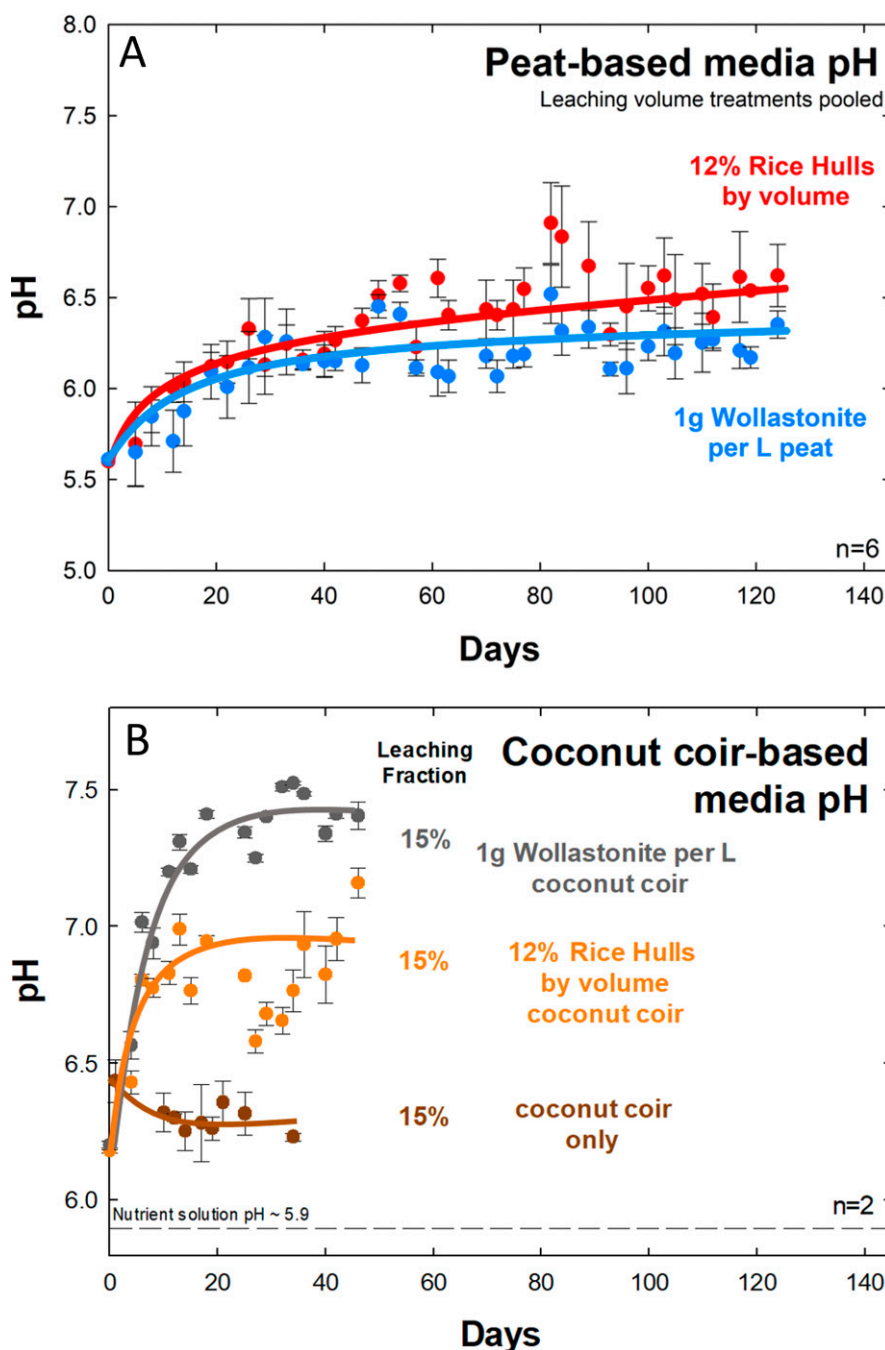 A
Peat-based media pH
Leaching volume treatments pooled
12% Rice Hulls
by volume
1g Wollastonite
per L peat
n=6
pH
8.0
7.5
7.0
6.5
6.0
5.5
5.0
0 20 40 60 80 100 120 140
Days
B
Leaching
Fraction
Coconut coir-based
media pH
15%
1g Wollastonite per L
coconut coir
15%
12% Rice Hulls
by volume
coconut coir
15%
coconut coir
only
Nutrient solution pH ~ 5.9
n=2
pH
7.5
7.0
6.5
6.0
0 20 40 60 80 100 120 140
Days